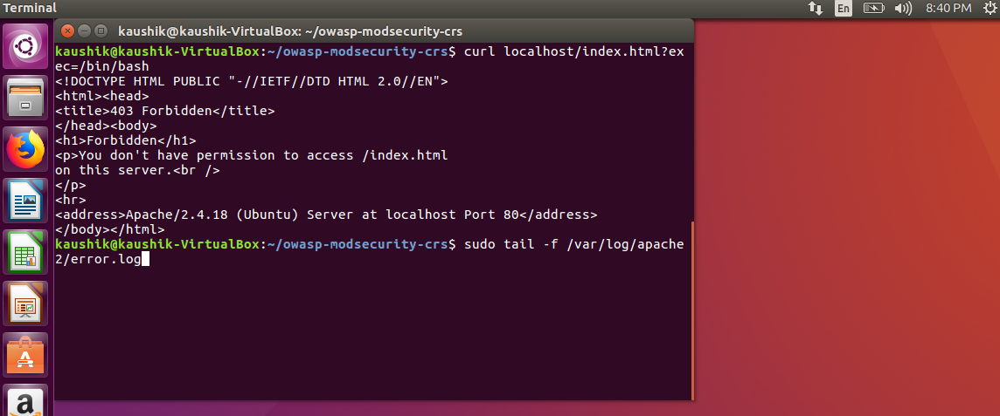 Terminal
En
8:40 PM
kaushik@kaushik-VirtualBox: ~/owasp-modsecurity-crs
kaushik@kaushik-VirtualBox:~/owasp-modsecurity-crs$ curl localhost/index.html?ex
ec=/bin/bash
<!DOCTYPE HTML PUBLIC "-//IETF//DTD HTML 2.0//EN">
<html><head>
<title>403 Forbidden</title>
</head><body>
<h1>Forbidden</h1>
<p>You don't have permission to access /index.html
on this server.<br />
</p>
<hr>
<address>Apache/2.4.18 (Ubuntu) Server at localhost Port 80</address>
</body></html>
kaushik@kaushik-VirtualBox:~/owasp-modsecurity-crs$ sudo tail -f /var/log/apache
2/error.log
A
a